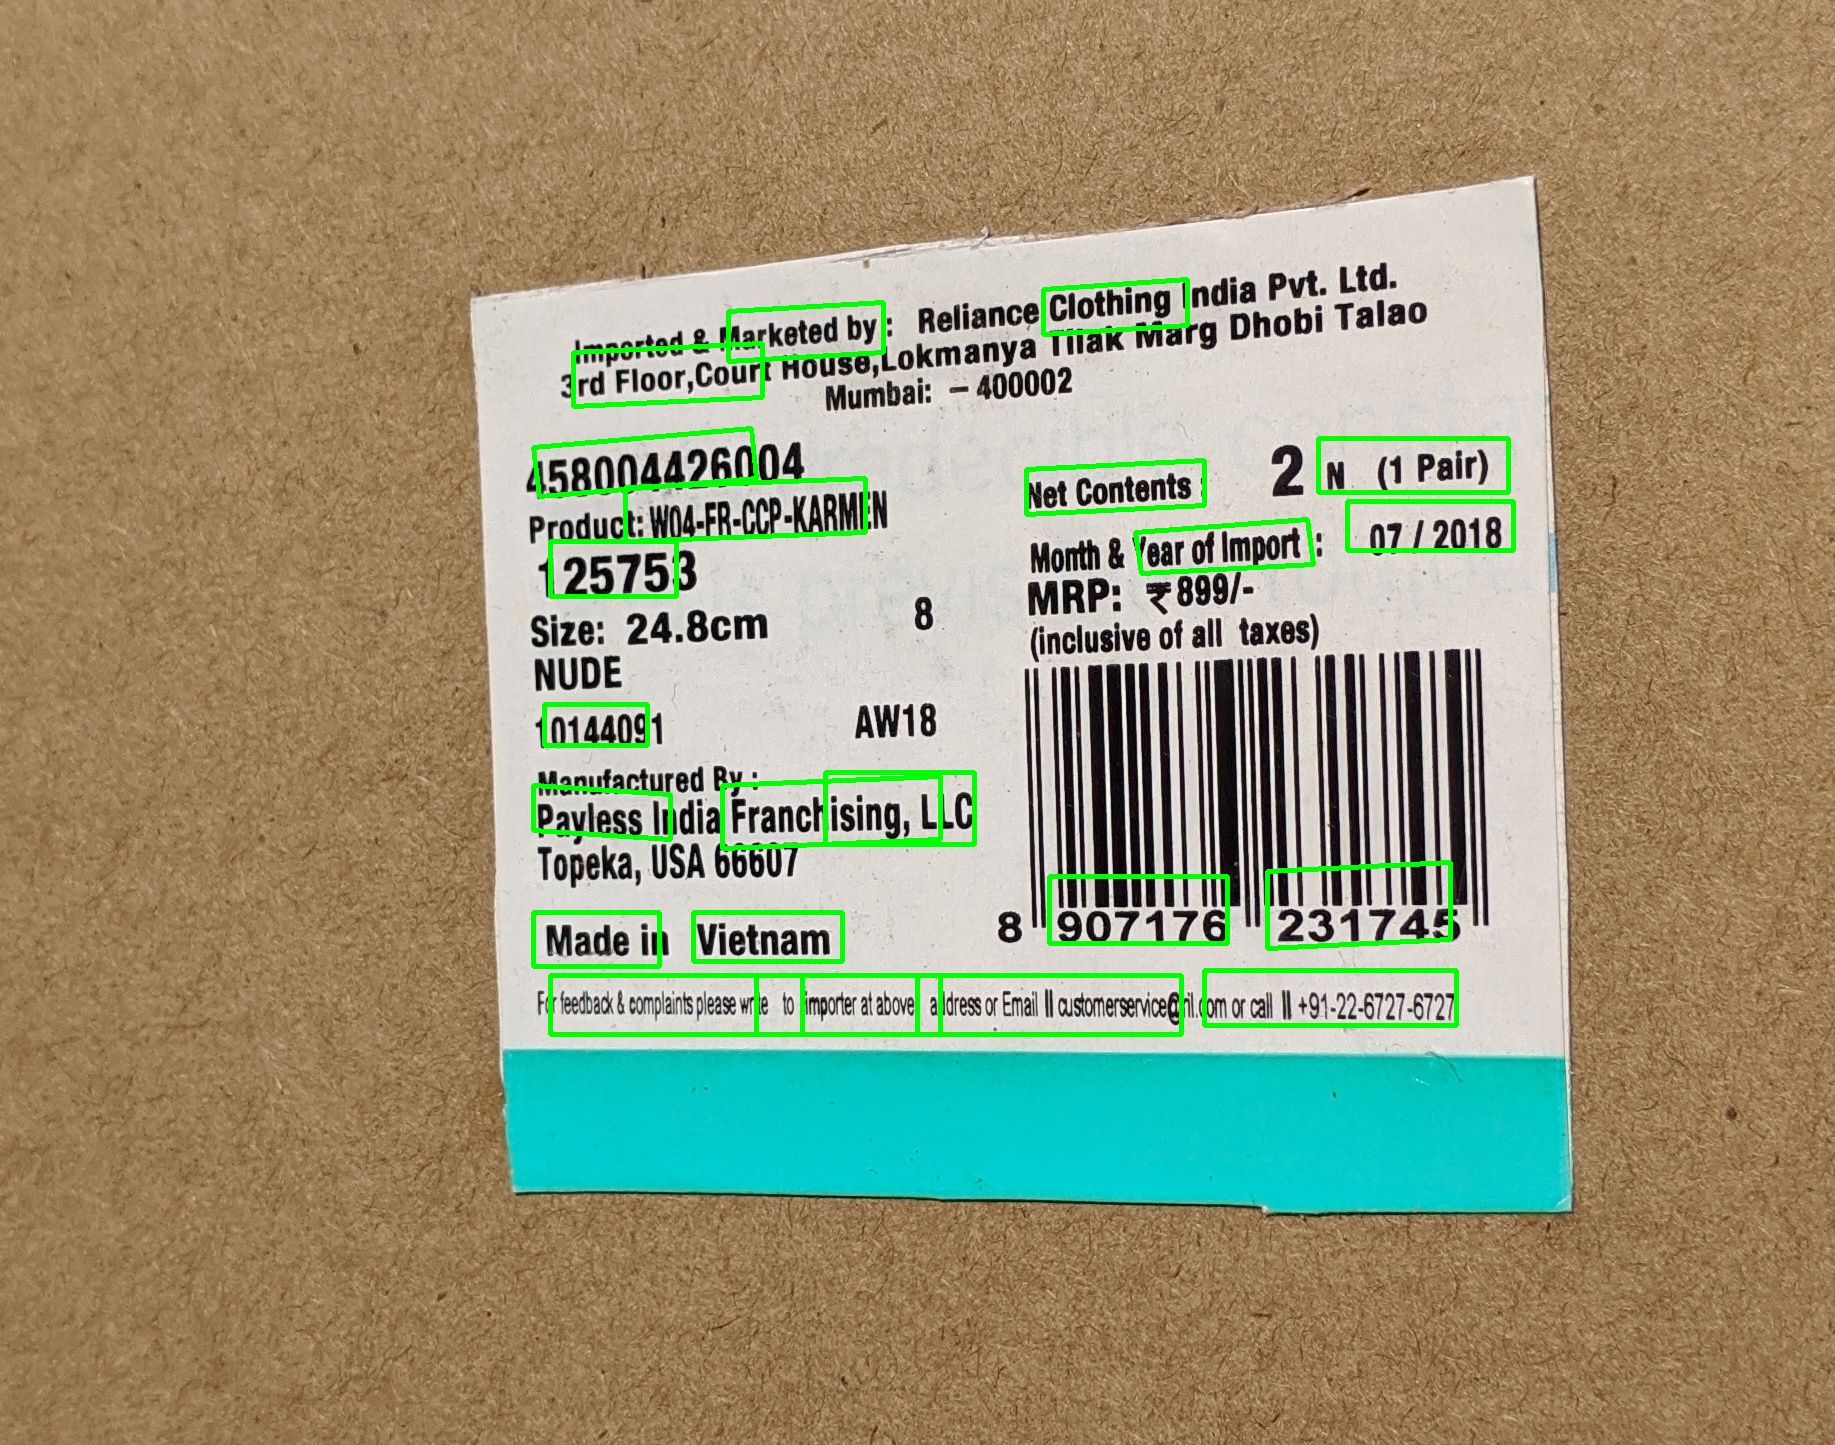 Imported & Marketed by : Reliance Clothing India Pvt. Ltd.
3rd Floor,Court House,Lokmanya Tilak Marg Dhobi Talao
Mumbai: – 400002
458004426004
Product: W04-FR-CCP-KARMEN
125753
Size: 24.8cm 8
NUDE
10144091 AW18
Manufactured By :
Payless India Franchising, LLC
Topeka, USA 66607
Made in Vietnam
Net Contents : 2 N (1 Pair)
Month & Year of Import : 07 / 2018
MRP: ₹899/-
(inclusive of all taxes)
8 907176 231745
For feedback & complaints please write to importer at above address or Email || customerservice@ril.com or call || +91-22-6727-6727